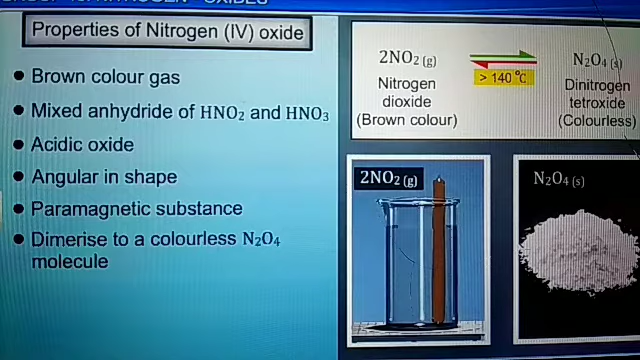 Properties of Nitrogen (IV) oxide
• Brown colour gas
• Mixed anhydride of HNO₂ and HNO₃
• Acidic oxide
• Angular in shape
• Paramagnetic substance
• Dimerise to a colourless N₂O₄
molecule
2NO₂ (g)
> 140 °C
N₂O₄ (s)
Nitrogen
dioxide
(Brown colour)
Dinitrogen
tetroxide
(Colourless)
2NO₂ (g)
N₂O₄ (s)